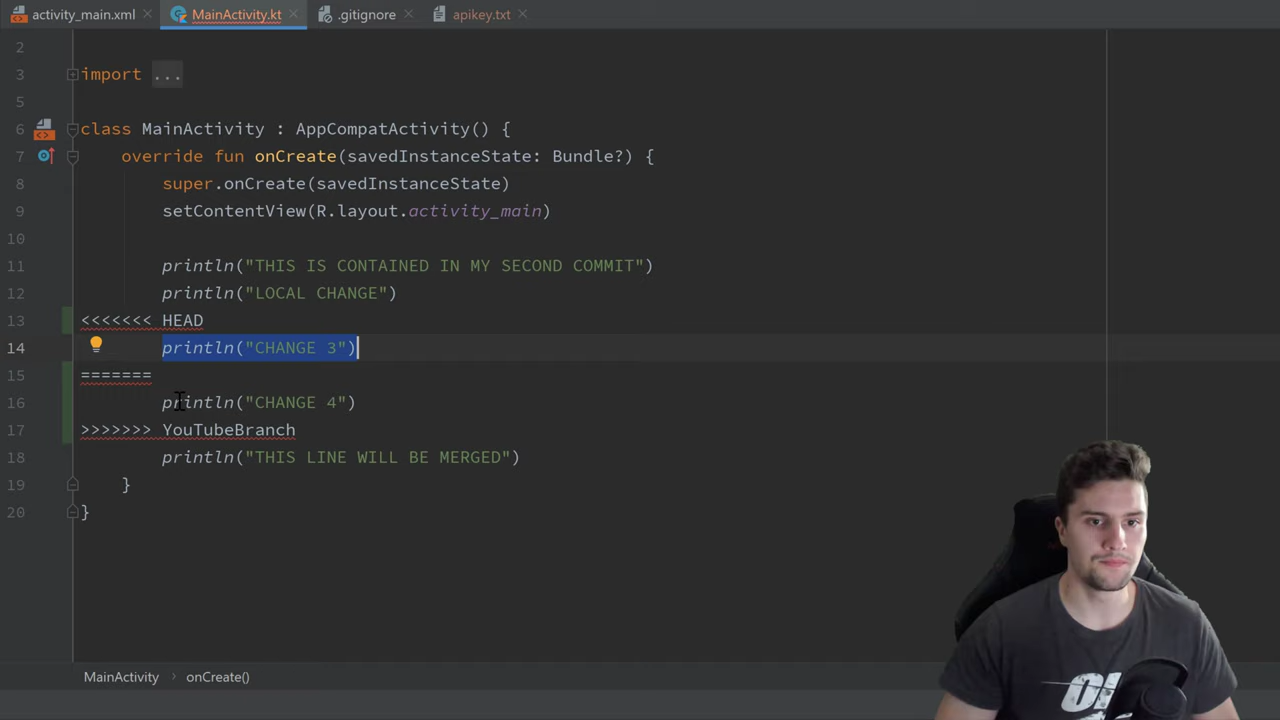 activity_main.xml MainActivity.kt .gitignore apikey.txt
2
3 import ...
5
6 class MainActivity : AppCompatActivity() {
7 override fun onCreate(savedInstanceState: Bundle?) {
8 super.onCreate(savedInstanceState)
9 setContentView(R.layout.activity_main)
10
11 println("THIS IS CONTAINED IN MY SECOND COMMIT")
12 println("LOCAL CHANGE")
13 <<<<<<< HEAD
14 println("CHANGE 3")
15 =======
16 println("CHANGE 4")
17 >>>>>>> YouTubeBranch
18 println("THIS LINE WILL BE MERGED")
19 }
20 }
MainActivity › onCreate()